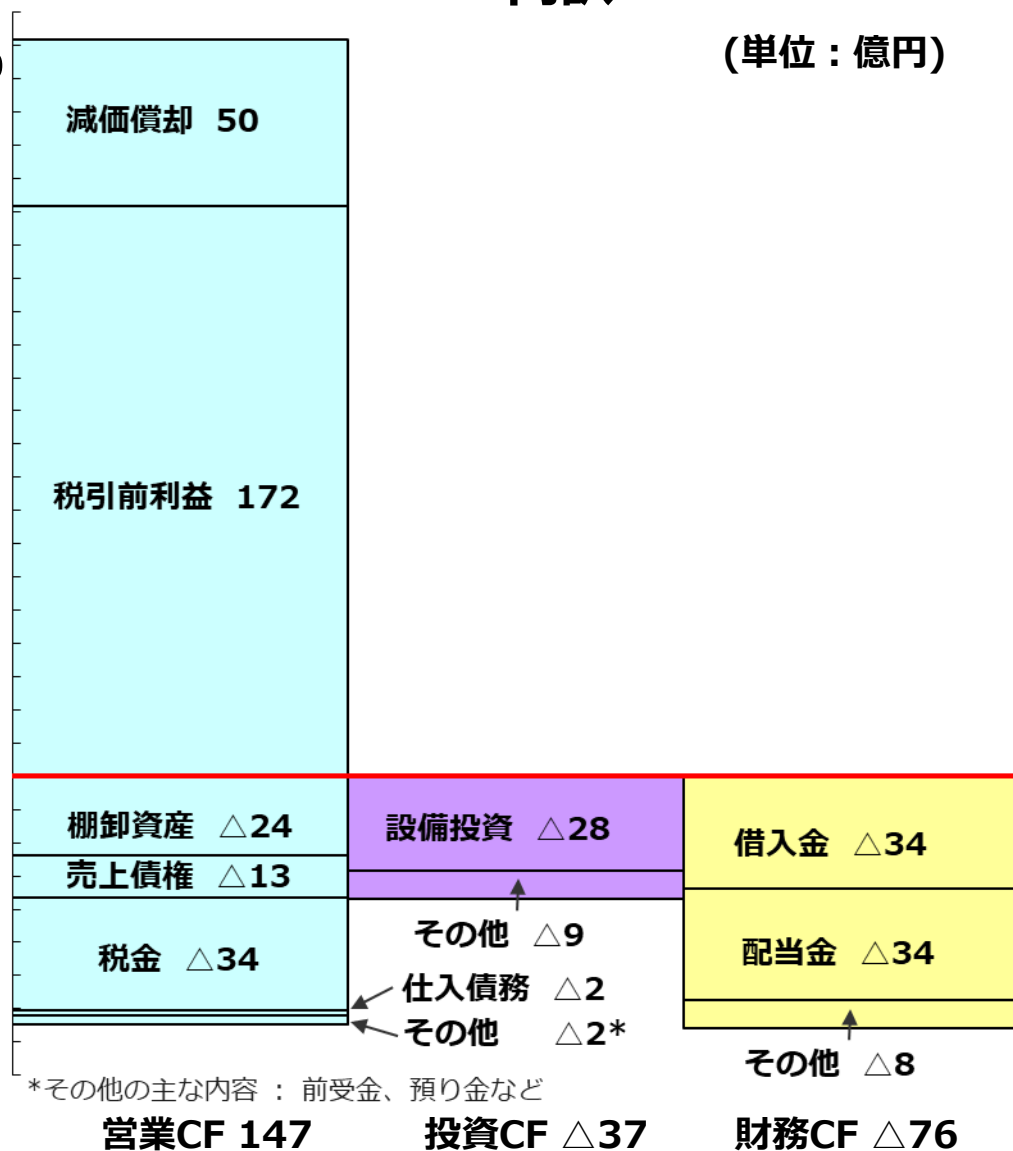 (単位：億円)
減価償却 50
税引前利益 172
棚卸資産 △24
売上債権 △13
税金 △34
設備投資 △28
その他 △9
仕入債務 △2
その他 △2*
借入金 △34
配当金 △34
その他 △8
*その他の主な内容 ： 前受金、預り金など
営業CF 147
投資CF △37
財務CF △76